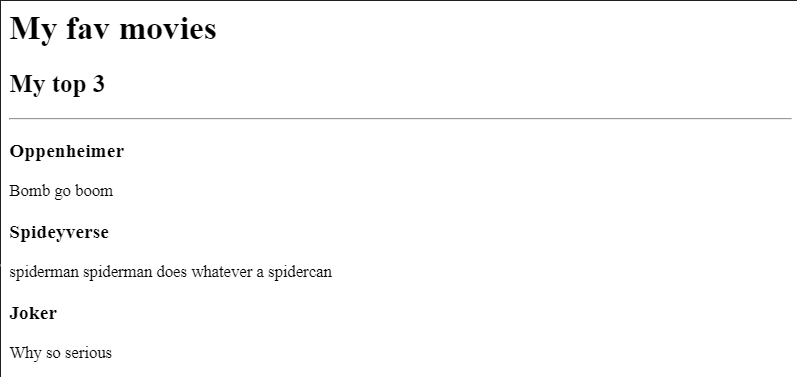 My fav movies
My top 3
Oppenheimer
Bomb go boom
Spideyverse
spiderman spiderman does whatever a spidercan
Joker
Why so serious